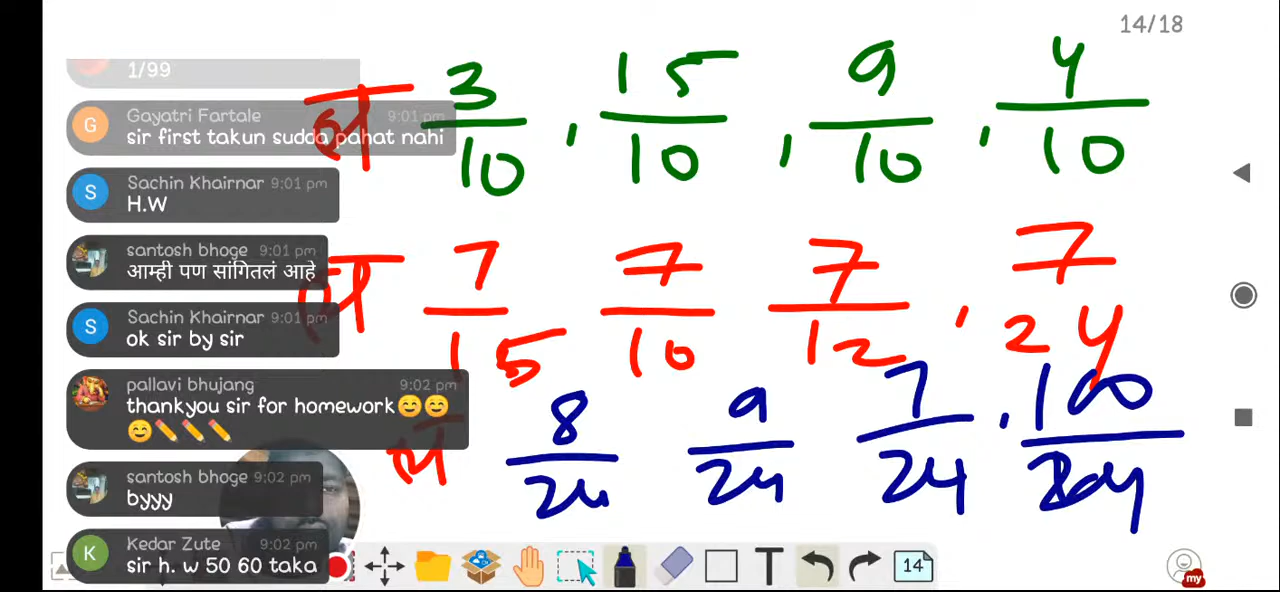 14/18
1/99
Gayatri Fartale 9:01 pm
sir first takun sudda pahat nahi
Sachin Khairnar 9:01 pm
H.W
santosh bhoge 9:01 pm
आम्ही पण सांगितलं आहे
Sachin Khairnar 9:01 pm
ok sir by sir
pallavi bhujang 9:02 pm
thankyou sir for homework😊😊
😊✏️✏️✏️
santosh bhoge 9:02 pm
byyy
Kedar Zute 9:02 pm
sir h. w 50 60 taka
3/10, 15/10, 9/10, 4/10
7/15 7/10 7/12, 7/24
8/24 9/24 7/24,
T
14
my